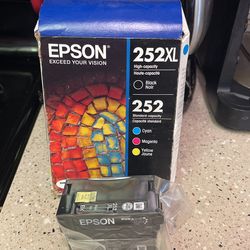 EPSON
EXCEED YOUR VISION
252XL
High-capacity
Haute-capacité
Black
Noir
252
Standard-capacity
Capacité standard
Cyan
Magenta
Yellow
Jaune
EPSON